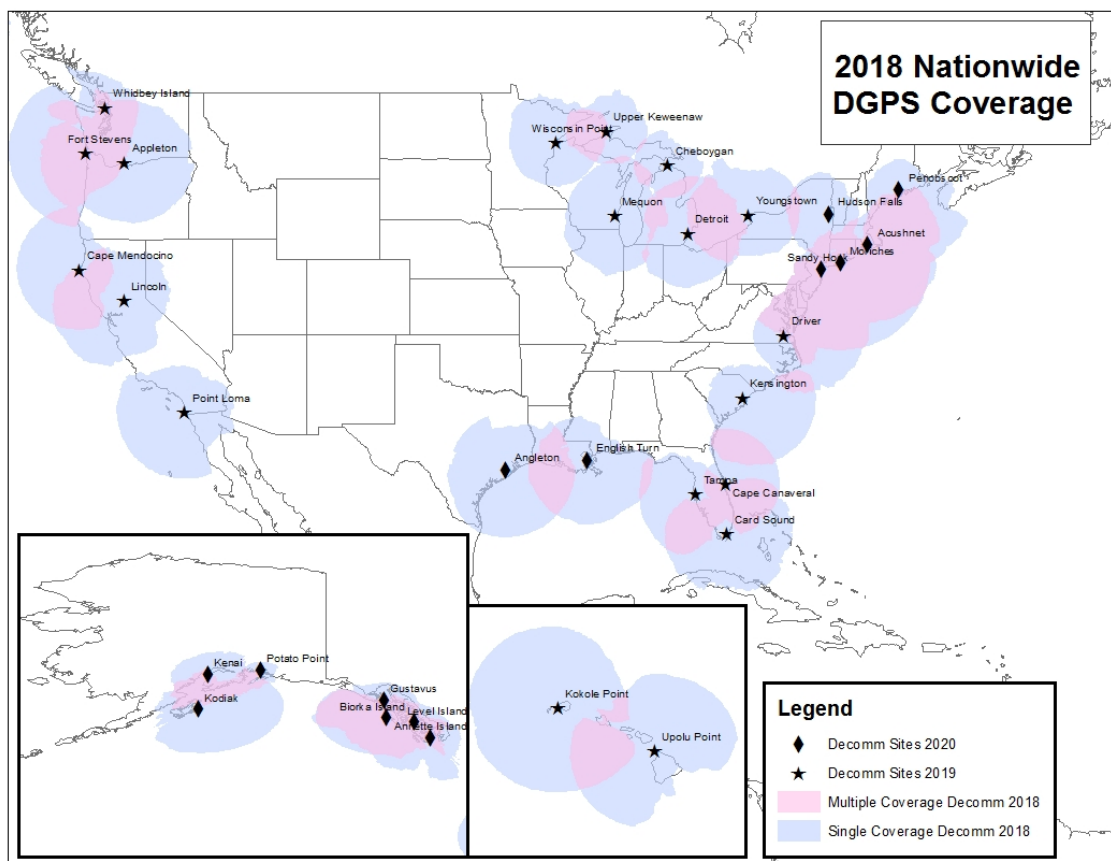 2018 Nationwide
DGPS Coverage
Whidbey Island
Fort Stevens
Appleton
Cape Mendocino
Lincoln
Point Loma
Wisconsin Point
Upper Keweenaw
Cheboygan
Mequon
Detroit
Youngstown
Hudson Falls
Penobscot
Acushnet
Moriches
Sandy Hook
Driver
Kensington
Angleton
English Turn
Tampa
Cape Canaveral
Card Sound
Kenai
Potato Point
Kodiak
Gustavus
Biorka Island
Level Island
Annette Island
Kokole Point
Upolu Point
Legend
Decomm Sites 2020
Decomm Sites 2019
Multiple Coverage Decomm 2018
Single Coverage Decomm 2018